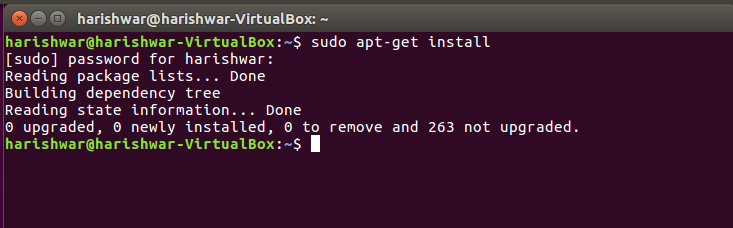 harishwar@harishwar-VirtualBox: ~
harishwar@harishwar-VirtualBox:~$ sudo apt-get install
[sudo] password for harishwar:
Reading package lists... Done
Building dependency tree
Reading state information... Done
0 upgraded, 0 newly installed, 0 to remove and 263 not upgraded.
harishwar@harishwar-VirtualBox:~$